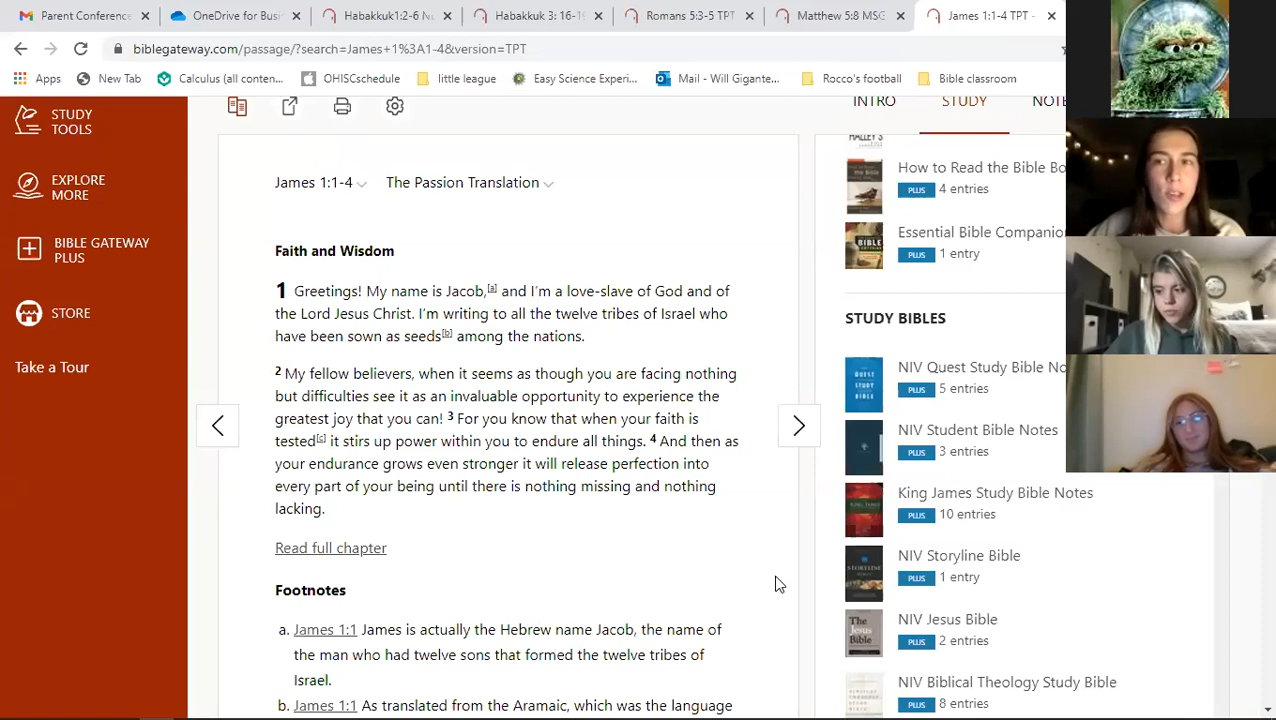 Parent Conference
OneDrive for Busi
Habakkuk1:2-6 Nu
Habakkuk 3: 16-19
Romans 5:3-5 TPT
Matthew 5:8 MSG
James 1:1-4 TPT -
biblegateway.com/passage/?search=James+1%3A1-4&version=TPT
Apps
New Tab
Calculus (all conten...
OHISCschedule
little league
Easy Science Experi...
Mail - Wil Gigante...
Rocco's football
Bible classroom
STUDY
TOOLS
EXPLORE
MORE
BIBLE GATEWAY
PLUS
STORE
Take a Tour
James 1:1-4
The Passion Translation
Faith and Wisdom
1 Greetings! My name is Jacob,[a] and I'm a love-slave of God and of
the Lord Jesus Christ. I'm writing to all the twelve tribes of Israel who
have been sown as seeds[b] among the nations.
2 My fellow believers, when it seems as though you are facing nothing
but difficulties see it as an invaluable opportunity to experience the
greatest joy that you can! 3 For you know that when your faith is
tested[c] it stirs up power within you to endure all things. 4 And then as
your endurance grows even stronger it will release perfection into
every part of your being until there is nothing missing and nothing
lacking.
Read full chapter
Footnotes
a. James 1:1 James is actually the Hebrew name Jacob, the name of
the man who had twelve sons that formed the twelve tribes of
Israel.
b. James 1:1 As translated from the Aramaic, which was the language
INTRO
STUDY
NOTE
HALLEY'S
How to Read the Bible Bo
PLUS 4 entries
Essential Bible Companion
PLUS 1 entry
STUDY BIBLES
NIV Quest Study Bible No
PLUS 5 entries
NIV Student Bible Notes
PLUS 3 entries
King James Study Bible Notes
PLUS 10 entries
NIV Storyline Bible
PLUS 1 entry
NIV Jesus Bible
PLUS 2 entries
NIV Biblical Theology Study Bible
PLUS 8 entries